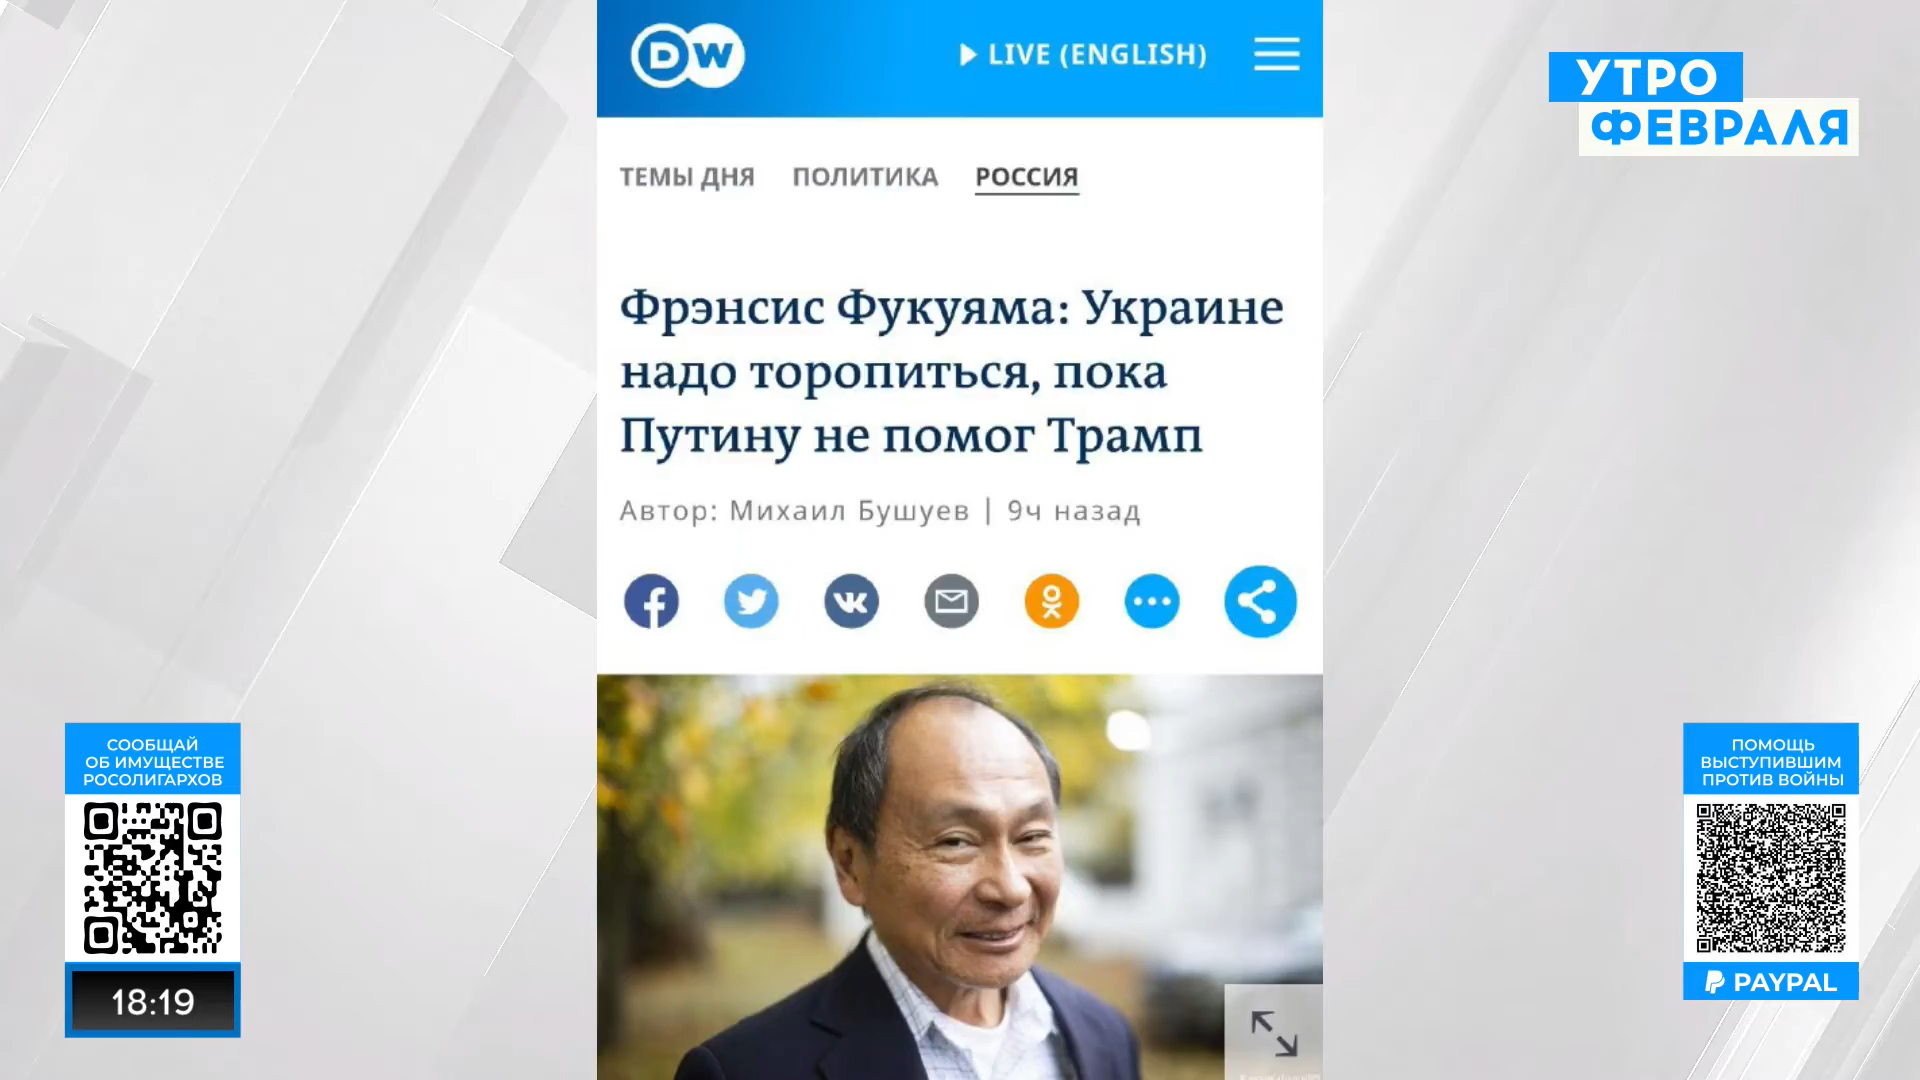 DW
LIVE (ENGLISH)
УТРО
ФЕВРАЛЯ
ТЕМЫ ДНЯ ПОЛИТИКА РОССИЯ
Фрэнсис Фукуяма: Украине
надо торопиться, пока
Путину не помог Трамп
Автор: Михаил Бушуев | 9ч назад
СООБЩАЙ
ОБ ИМУЩЕСТВЕ
РОСОЛИГАРХОВ
18:19
ПОМОЩЬ
ВЫСТУПИВШИМ
ПРОТИВ ВОЙНЫ
PAYPAL